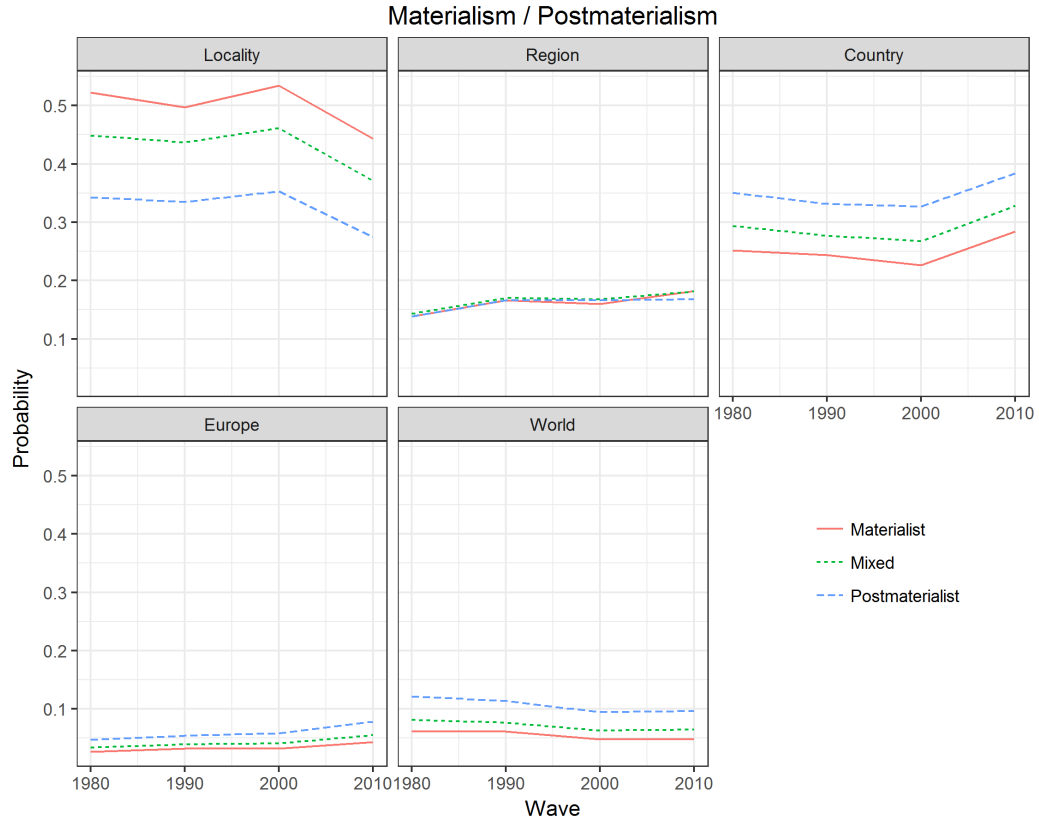 Materialism / Postmaterialism
Locality
Region
Country
0.5
0.4
0.3
0.2
0.1
Probability
1980 1990 2000 2010
Europe
World
0.5
0.4
0.3
0.2
0.1
Materialist
Mixed
Postmaterialist
1980 1990 2000 2010
1980 1990 2000 2010
Wave